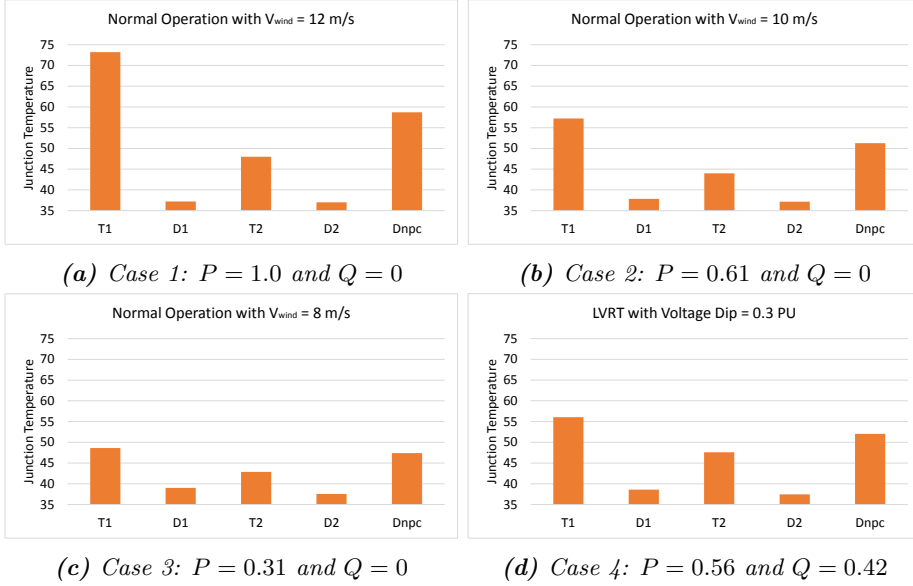 Normal Operation with Vwind = 12 m/s
Junction Temperature
75
70
65
60
55
50
45
40
35
T1 D1 T2 D2 Dnpc
(a) Case 1: P = 1.0 and Q = 0
Normal Operation with Vwind = 10 m/s
Junction Temperature
75
70
65
60
55
50
45
40
35
T1 D1 T2 D2 Dnpc
(b) Case 2: P = 0.61 and Q = 0
Normal Operation with Vwind = 8 m/s
Junction Temperature
75
70
65
60
55
50
45
40
35
T1 D1 T2 D2 Dnpc
(c) Case 3: P = 0.31 and Q = 0
LVRT with Voltage Dip = 0.3 PU
Junction Temperature
75
70
65
60
55
50
45
40
35
T1 D1 T2 D2 Dnpc
(d) Case 4: P = 0.56 and Q = 0.42